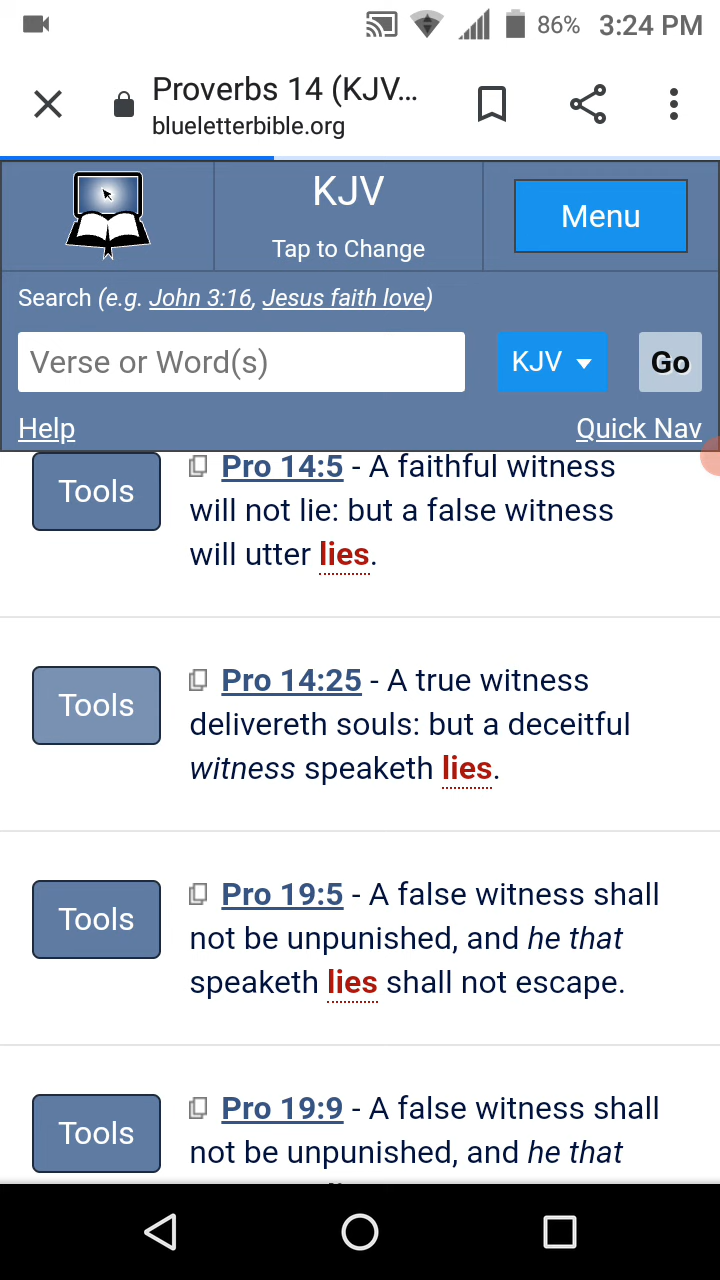 86% 3:24 PM
Proverbs 14 (KJV...
blueletterbible.org
KJV
Tap to Change
Menu
Search (e.g. John 3:16, Jesus faith love)
Verse or Word(s)
KJV
Go
Help
Quick Nav
Tools
Pro 14:5 - A faithful witness
will not lie: but a false witness
will utter lies.
Tools
Pro 14:25 - A true witness
delivereth souls: but a deceitful
witness speaketh lies.
Tools
Pro 19:5 - A false witness shall
not be unpunished, and he that
speaketh lies shall not escape.
Tools
Pro 19:9 - A false witness shall
not be unpunished, and he that